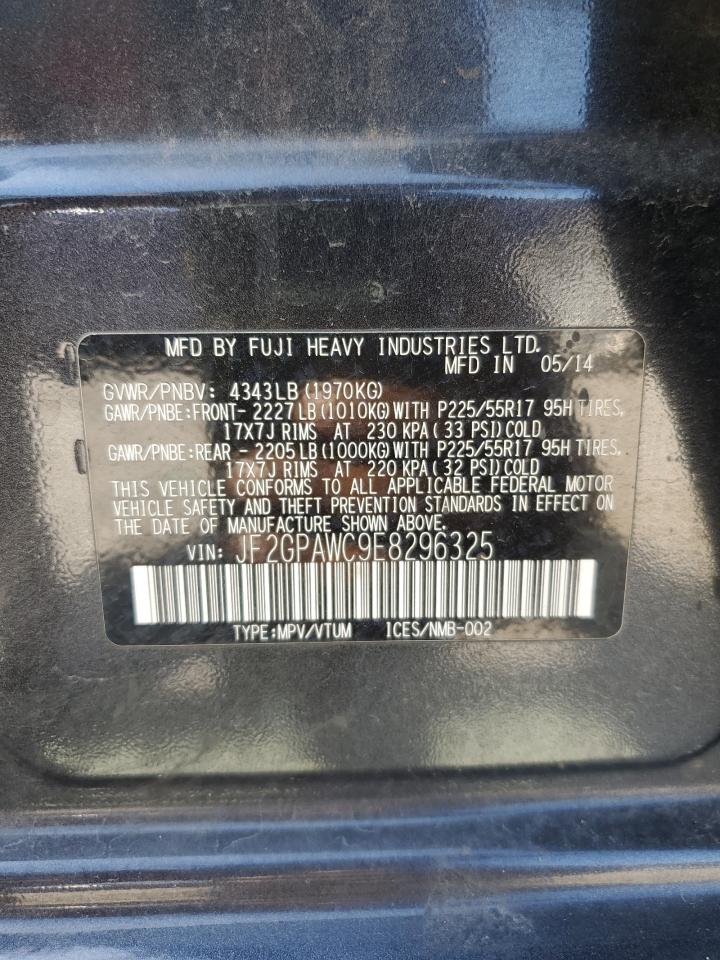 MFD BY FUJI HEAVY INDUSTRIES LTD.
MFD IN 05/14
GVWR/PNBV: 4343LB(1970KG)
GAWR/PNBE:FRONT- 2227LB(1010KG)WITH P225/55R17 95H TIRES,
17X7J RIMS AT 230 KPA( 33 PSI)COLD
GAWR/PNBE:REAR - 2205LB(1000KG)WITH P225/55R17 95H TIRES,
17X7J RIMS AT 220 KPA( 32 PSI)COLD
THIS VEHICLE CONFORMS TO ALL APPLICABLE FEDERAL MOTOR
VEHICLE SAFETY AND THEFT PREVENTION STANDARDS IN EFFECT ON
THE DATE OF MANUFACTURE SHOWN ABOVE.
VIN: JF2GPAWC9E8296325
TYPE:MPV/VTUM ICES/NMB-002